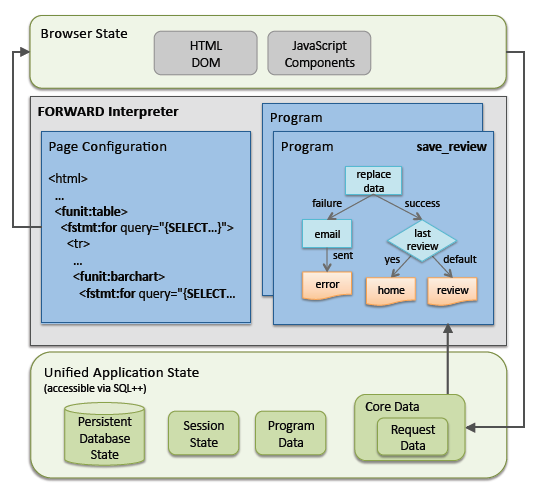 Browser State
HTML
DOM
JavaScript
Components
FORWARD Interpreter
Page Configuration
<html>
...
<funit:table>
<fstmt:for query="{SELECT...}">
<tr>
...
<funit:barchart>
<fstmt:for query="{SELECT...
Program
Program
save_review
replace
data
failure
success
email
last
review
sent
yes
default
error
home
review
Unified Application State
(accessible via SQL++)
Persistent
Database
State
Session
State
Program
Data
Core Data
Request
Data